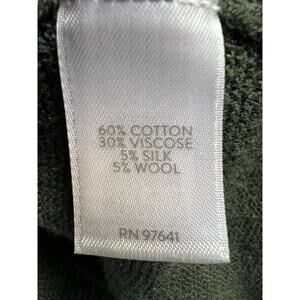 60% COTTON
30% VISCOSE
5% SILK
5% WOOL
RN 97641